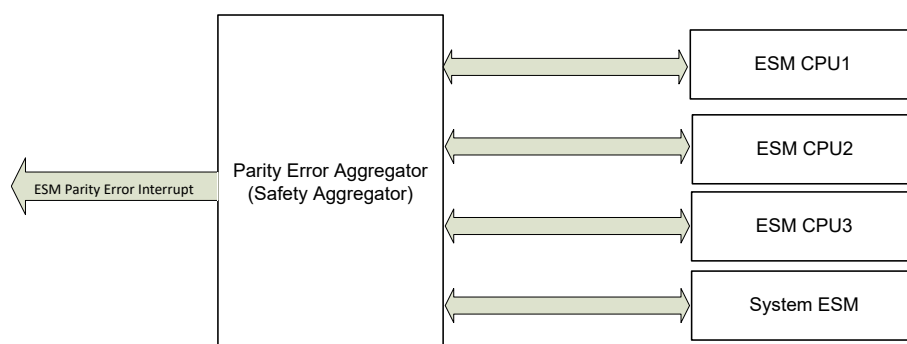 ESM CPU1
ESM CPU2
Parity Error Aggregator
(Safety Aggregator)
ESM Parity Error Interrupt
ESM CPU3
System ESM